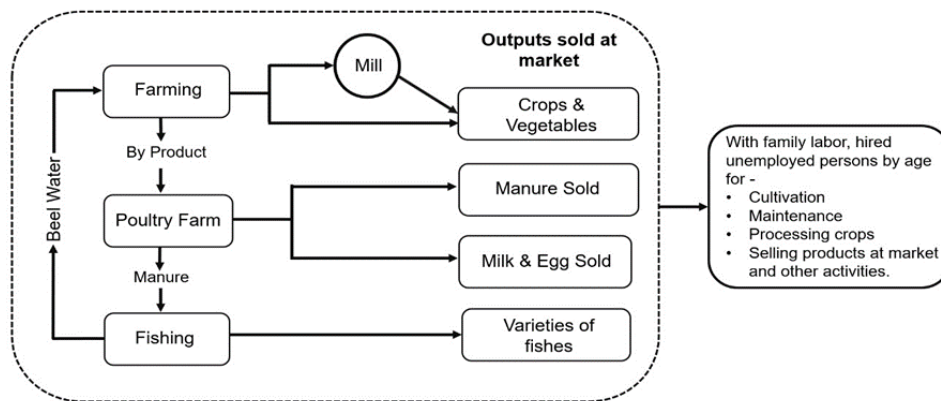 Outputs sold at
market
Mill
Farming
Crops &
Vegetables
By Product
Beel Water
Poultry Farm
Manure Sold
Milk & Egg Sold
Manure
Fishing
Varieties of
fishes
With family labor, hired
unemployed persons by age
for -
• Cultivation
• Maintenance
• Processing crops
• Selling products at market
and other activities.